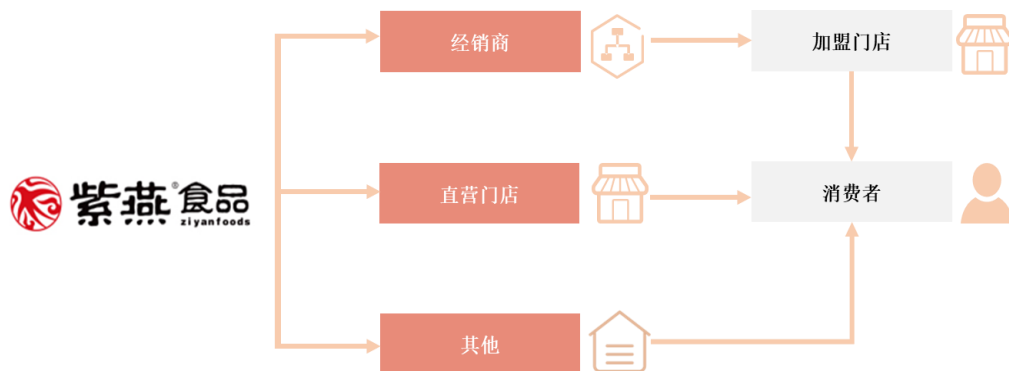 经销商
加盟门店
紫燕®食品
ziyanfoods
直营门店
消费者
其他